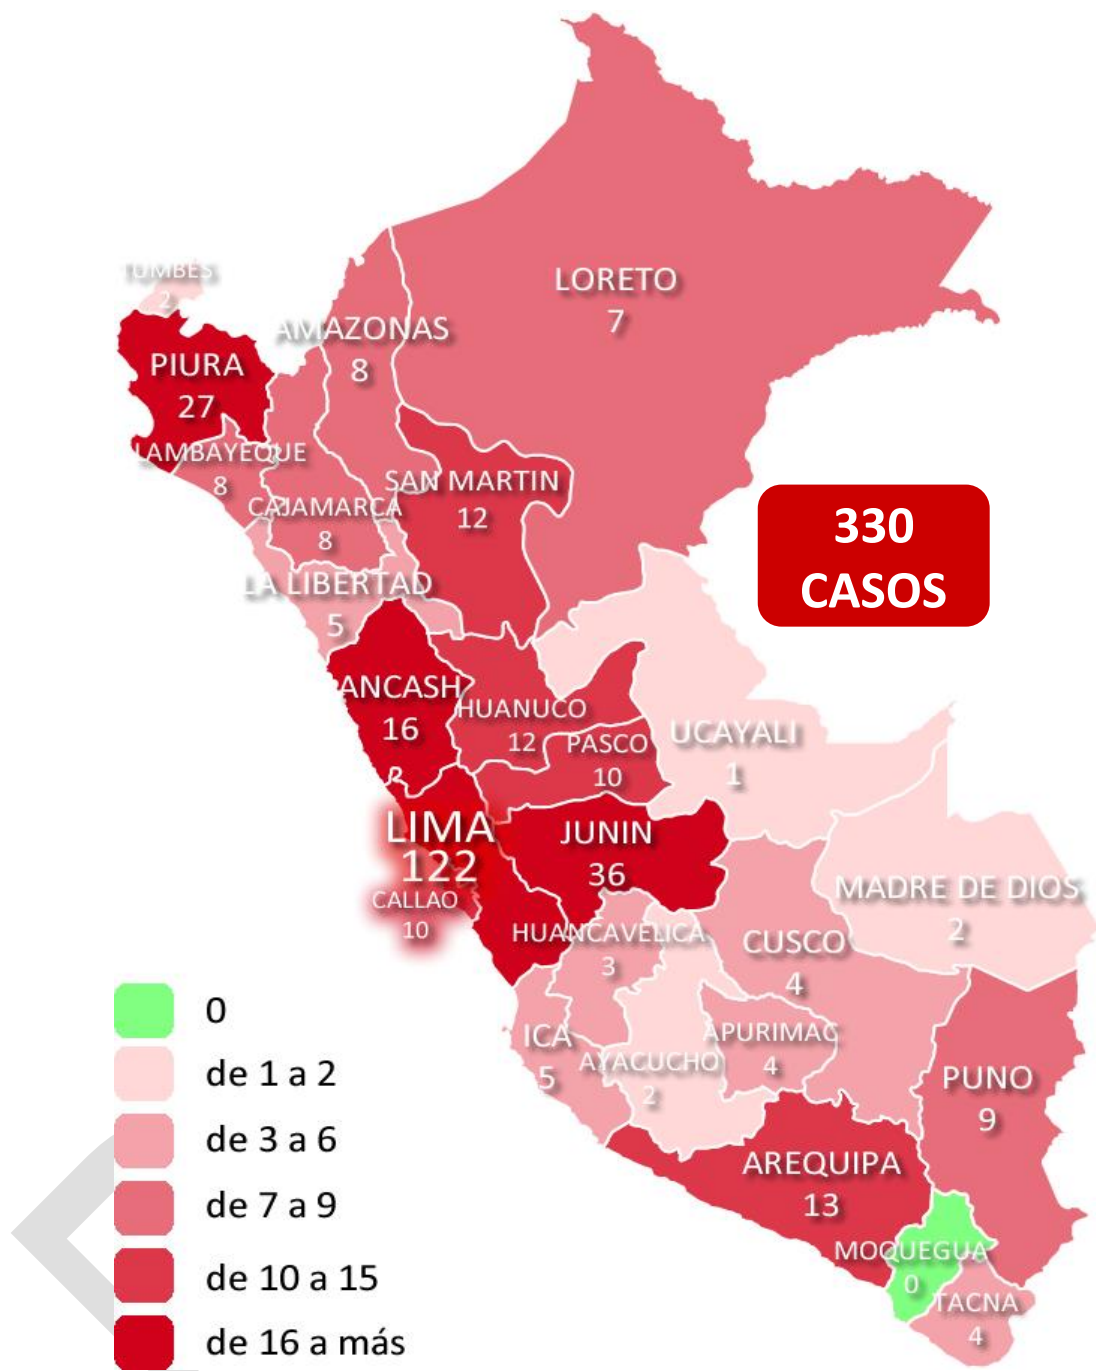 TUMBES
2
LORETO
7
AMAZONAS
8
PIURA
27
LAMBAYEQUE
8
SAN MARTIN
12
CAJAMARCA
8
330
CASOS
LA LIBERTAD
5
ANCASH
16
HUANUCO
12
PASCO
10
UCAYALI
1
LIMA
122
JUNIN
36
CALLAO
10
MADRE DE DIOS
2
HUANCAVELICA
3
CUSCO
4
ICA
5
AYACUCHO
2
APURIMAC
4
PUNO
9
AREQUIPA
13
MOQUEGUA
0
TACNA
4
0
de 1 a 2
de 3 a 6
de 7 a 9
de 10 a 15
de 16 a más